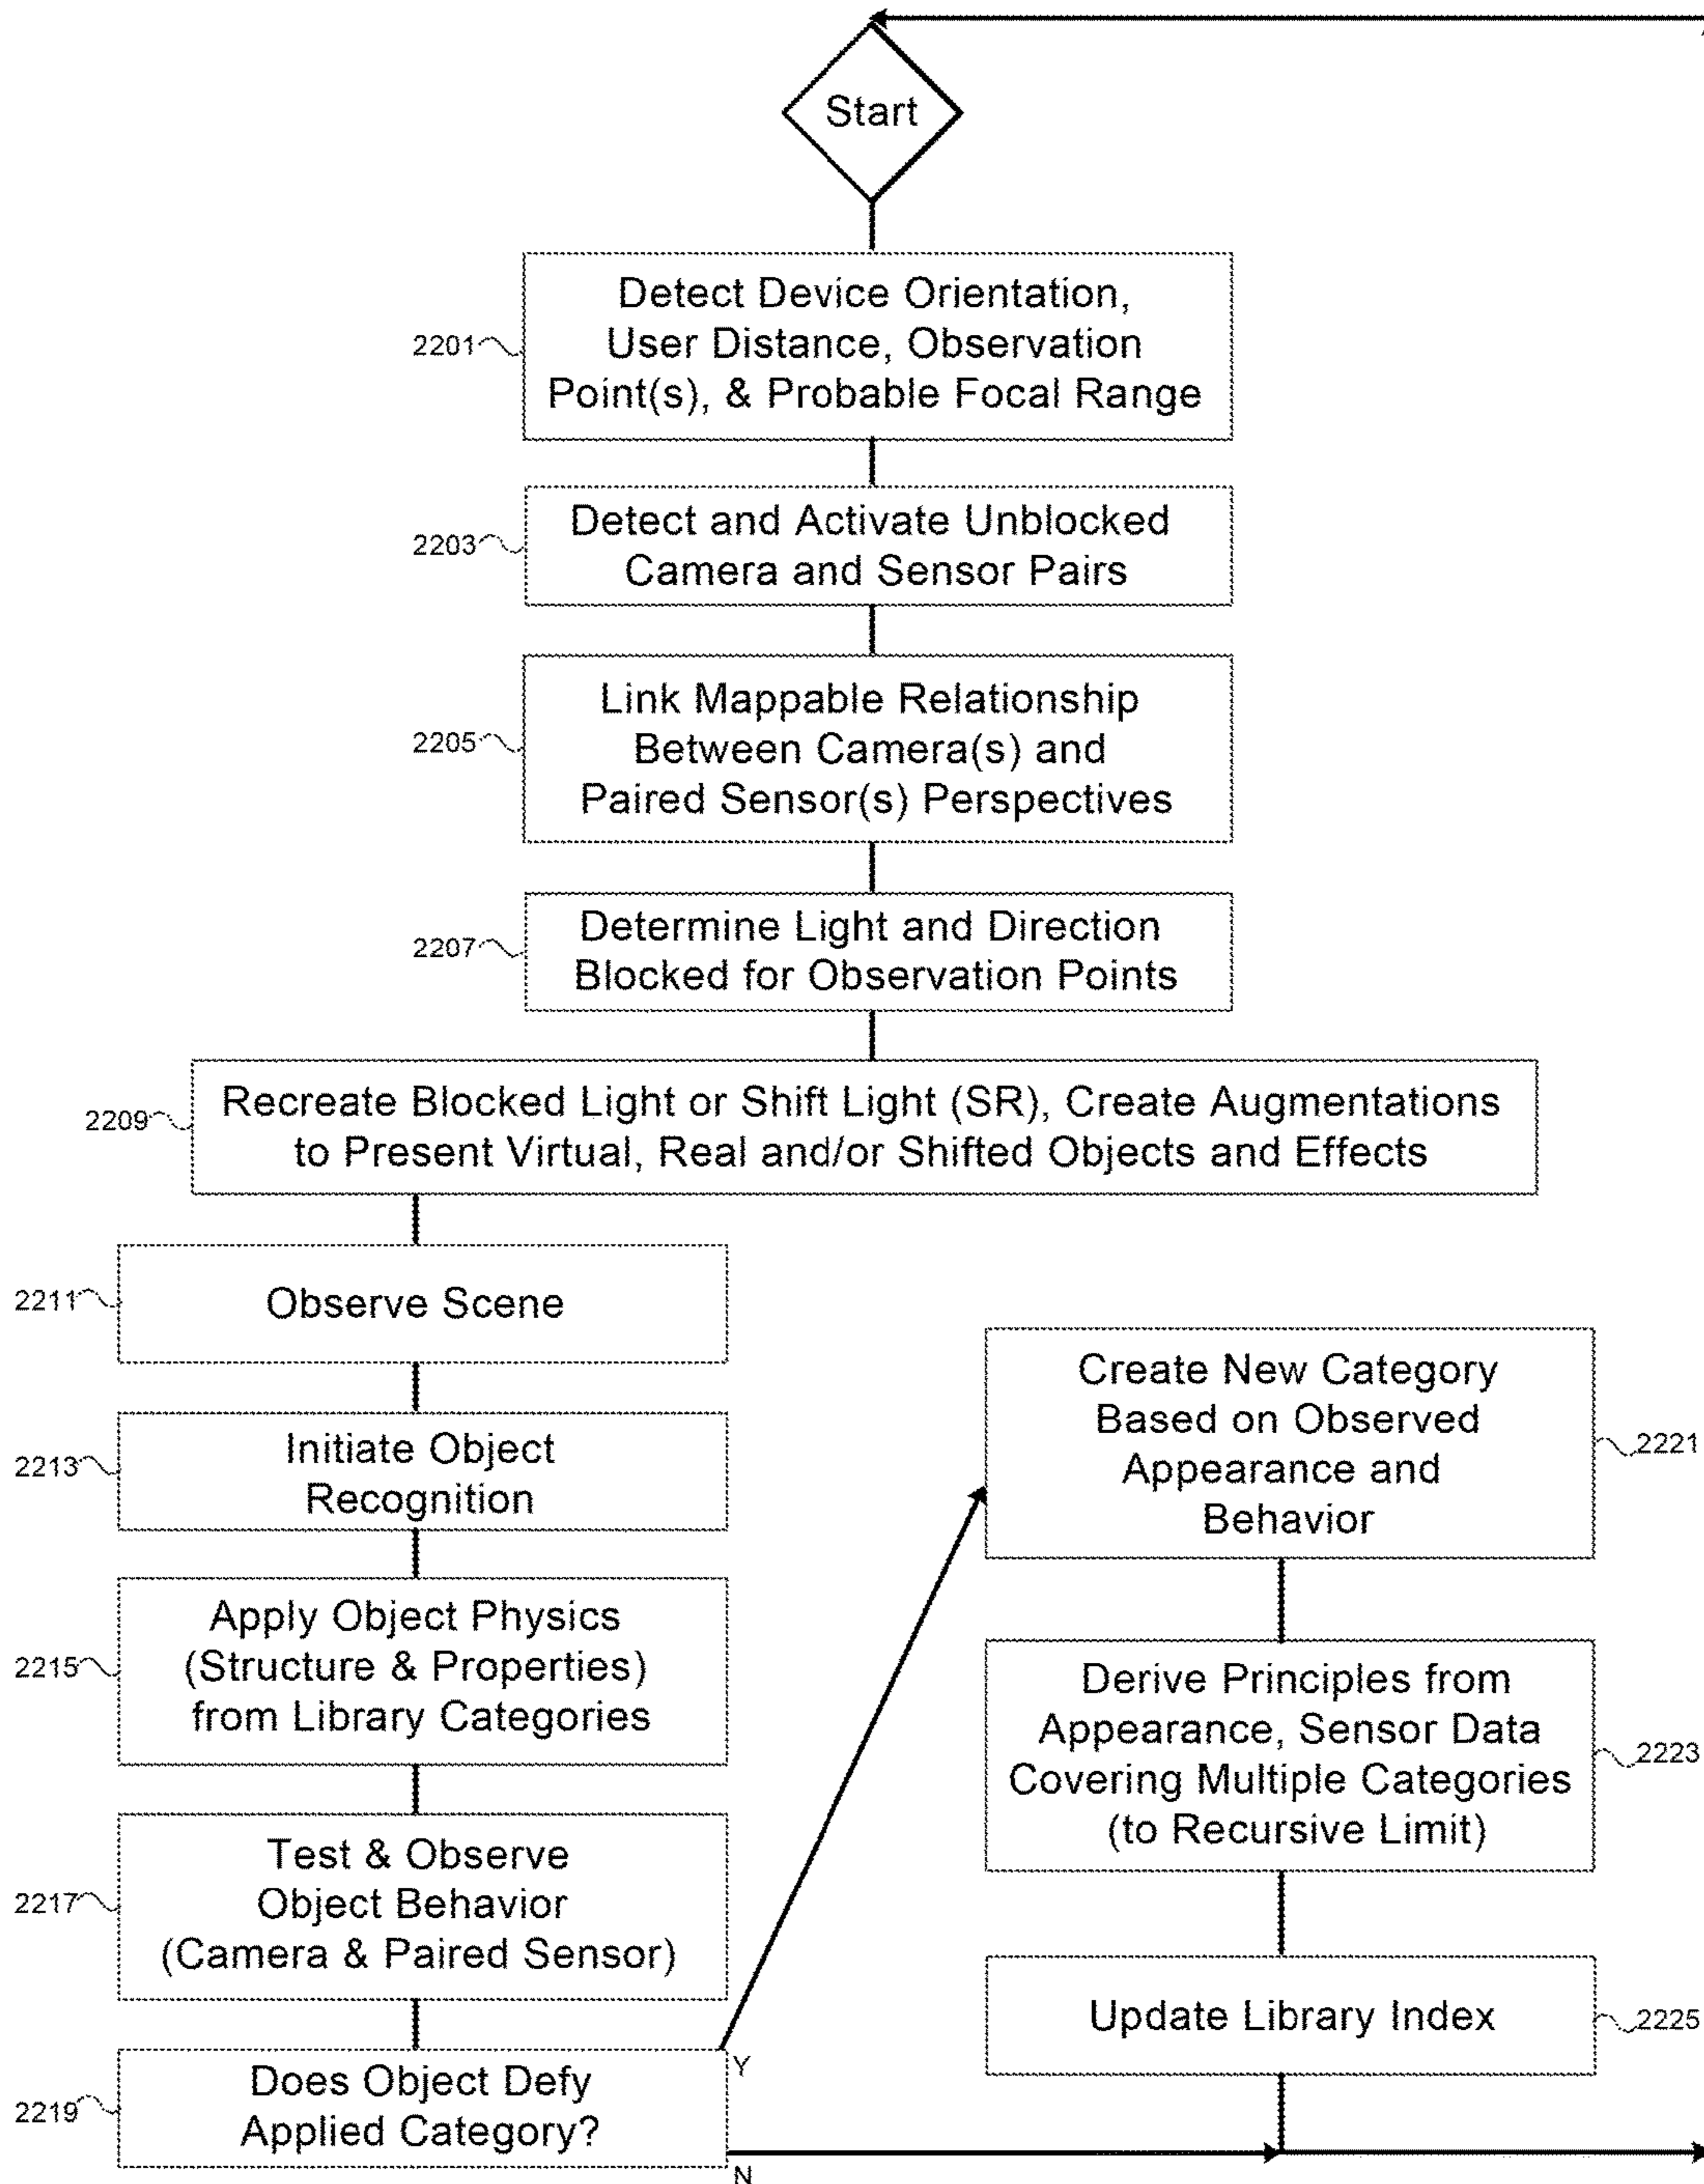 Start
2201
Detect Device Orientation,
User Distance, Observation
Point(s), & Probable Focal Range
2203
Detect and Activate Unblocked
Camera and Sensor Pairs
2205
Link Mappable Relationship
Between Camera(s) and
Paired Sensor(s) Perspectives
2207
Determine Light and Direction
Blocked for Observation Points
2209
Recreate Blocked Light or Shift Light (SR), Create Augmentations
to Present Virtual, Real and/or Shifted Objects and Effects
2211
Observe Scene
2213
Initiate Object
Recognition
2215
Apply Object Physics
(Structure & Properties)
from Library Categories
2217
Test & Observe
Object Behavior
(Camera & Paired Sensor)
2219
Does Object Defy
Applied Category?
Y
N
Create New Category
Based on Observed
Appearance and
Behavior
2221
Derive Principles from
Appearance, Sensor Data
Covering Multiple Categories
(to Recursive Limit)
2223
Update Library Index
2225